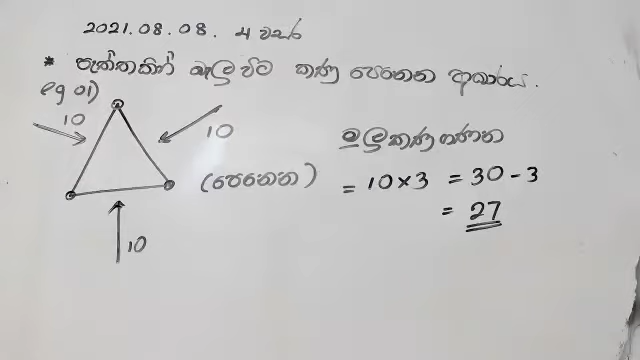 2021.08.08. 4 වසර
* පැත්තකින් බැලූ විට කණු පෙනෙන ආකාරය.
eg 01)
10
10
10
(පෙනෙන)
මුලු කණු ගණන
= 10 × 3 = 30 - 3
= 27